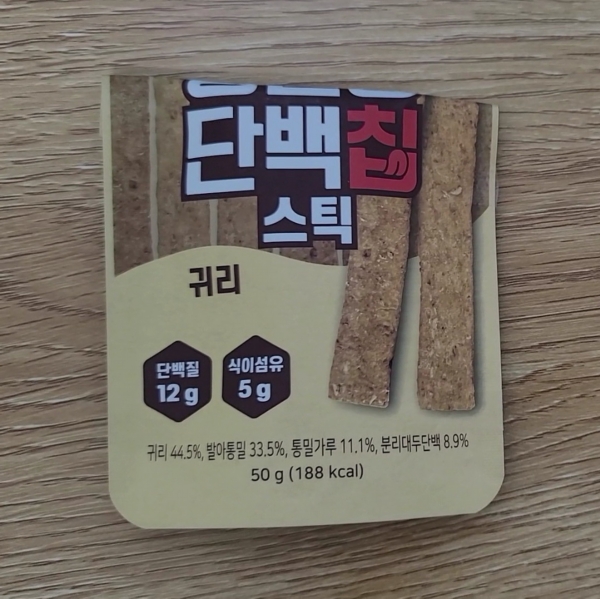 단백칩
스틱
귀리
단백질
12 g
식이섬유
5 g
귀리 44.5%, 발아통밀 33.5%, 통밀가루 11.1%, 분리대두단백 8.9%
50 g (188 kcal)